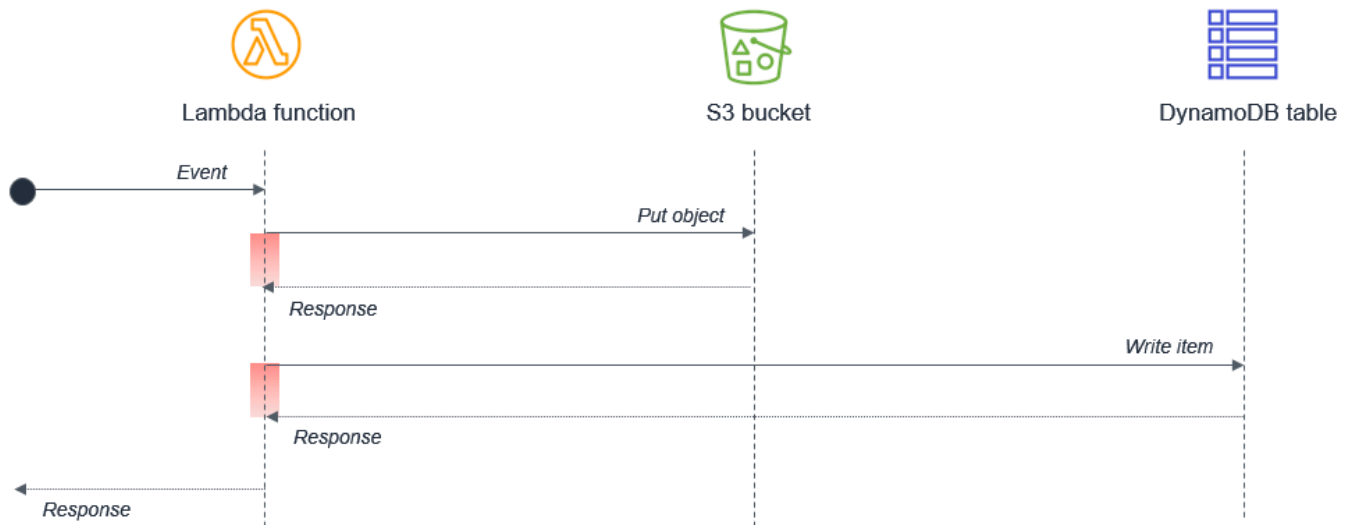 Lambda function
S3 bucket
DynamoDB table
Event
Put object
Response
Write item
Response
Response